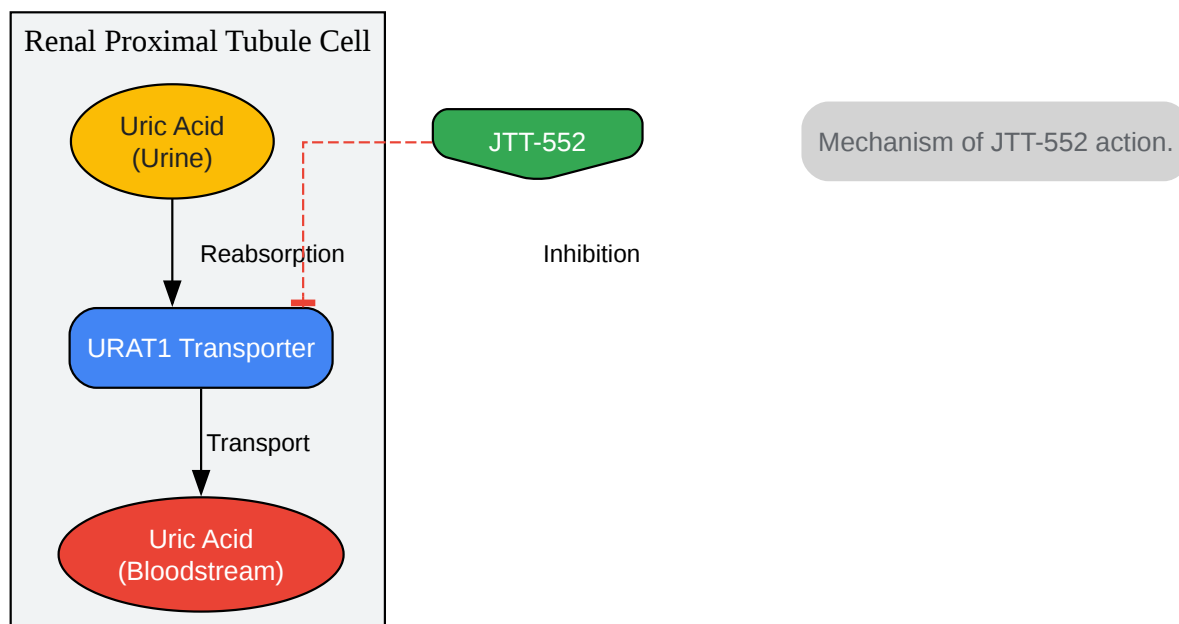 Renal Proximal Tubule Cell
Uric Acid
(Urine)
JTT-552
Mechanism of JTT-552 action.
Reabsorption
Inhibition
URAT1 Transporter
Transport
Uric Acid
(Bloodstream)